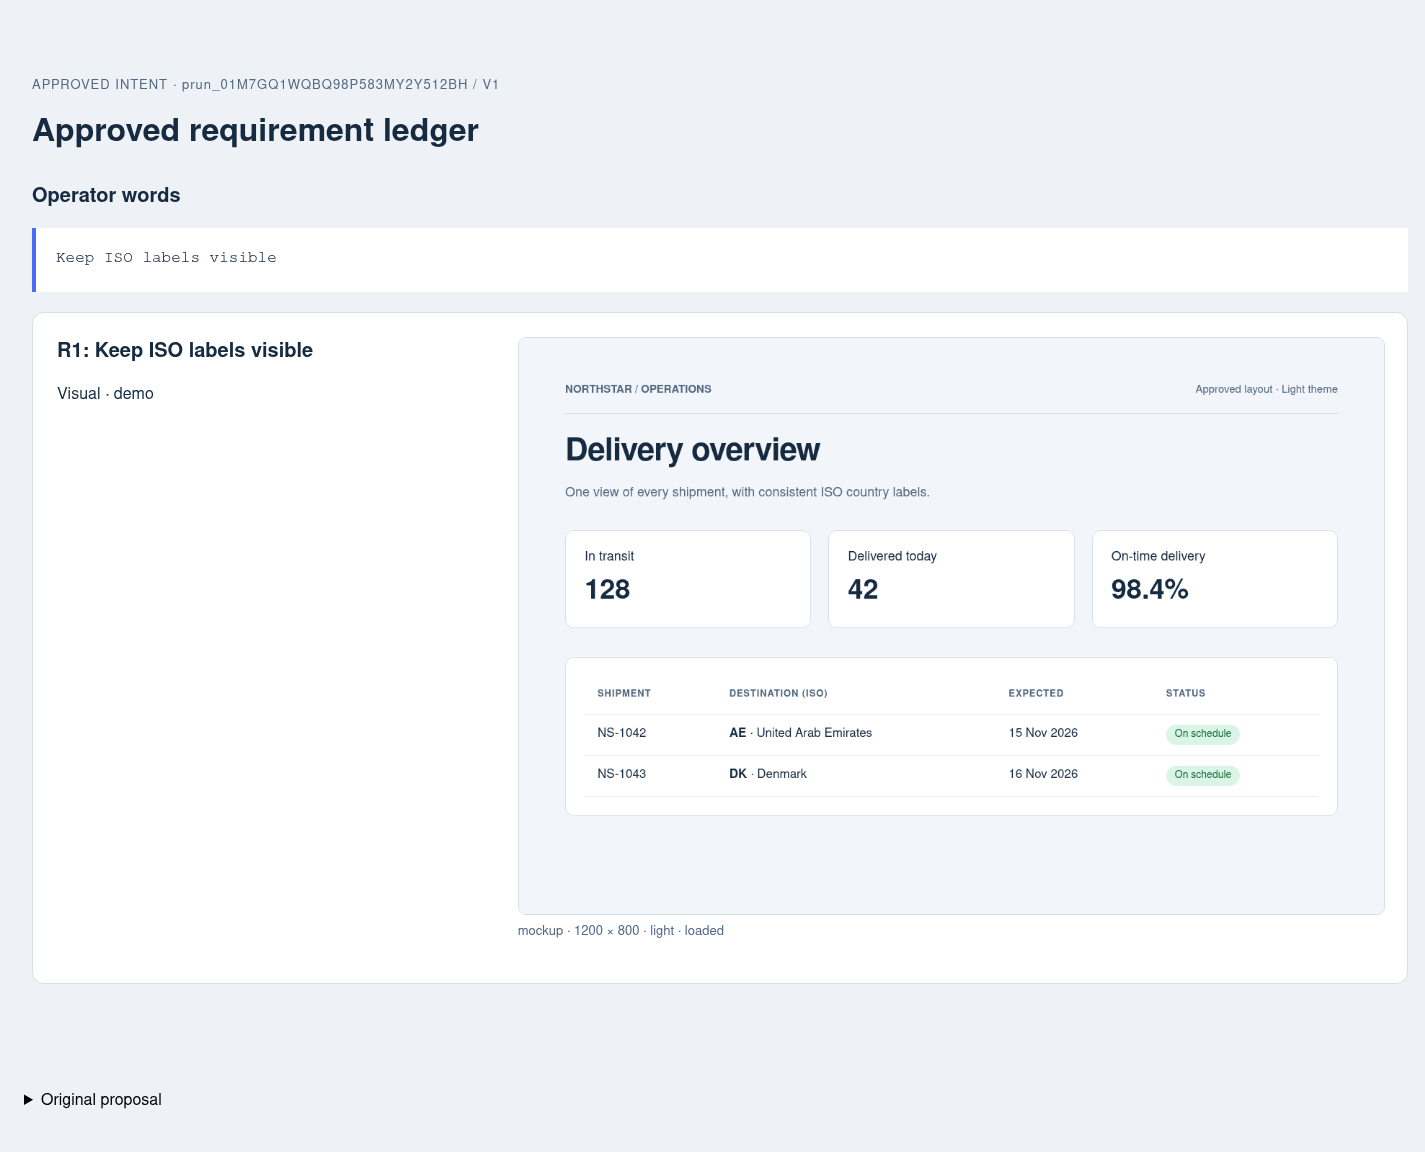 APPROVED INTENT · prun_01M7GQ1WQBQ98P583MY2Y512BH / V1
Approved requirement ledger
Operator words
Keep ISO labels visible
R1: Keep ISO labels visible
Visual · demo
NORTHSTAR / OPERATIONS
Approved layout · Light theme
Delivery overview
One view of every shipment, with consistent ISO country labels.
In transit
128
Delivered today
42
On-time delivery
98.4%
SHIPMENT DESTINATION (ISO) EXPECTED STATUS
NS-1042 AE · United Arab Emirates 15 Nov 2026 On schedule
NS-1043 DK · Denmark 16 Nov 2026 On schedule
mockup · 1200 × 800 · light · loaded
Original proposal